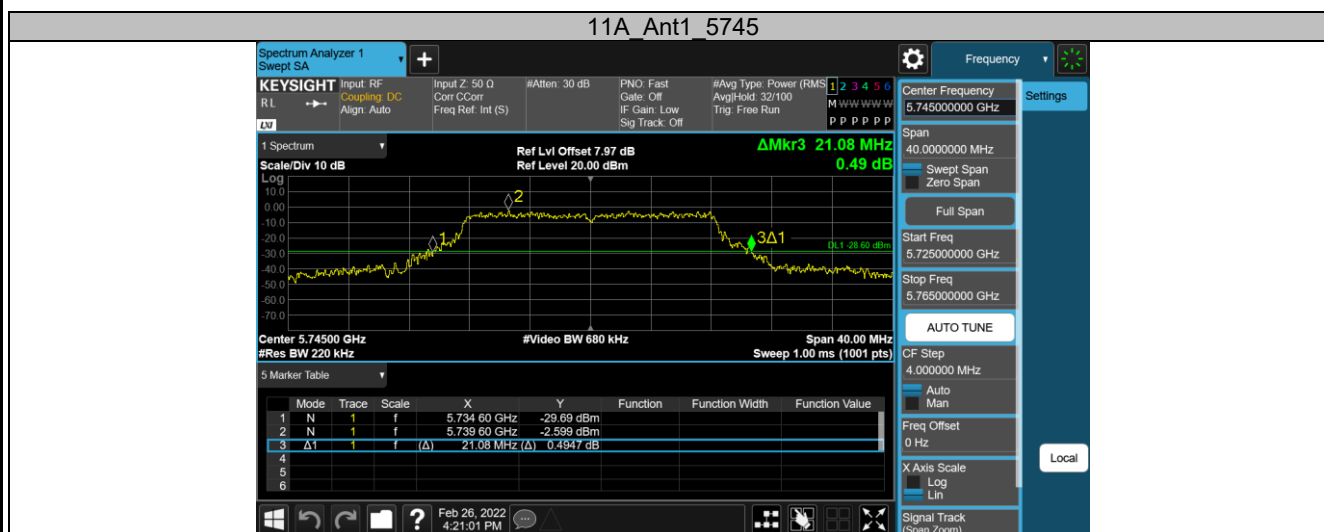 11A_Ant1_5745
Spectrum Analyzer 1
Swept SA
+
Frequency
KEYSIGHT
RL
LXI
Input: RF
Coupling: DC
Align: Auto
Input Z: 50 Ω
Corr CCorr
Freq Ref: Int (S)
#Atten: 30 dB
PNO: Fast
Gate: Off
IF Gain: Low
Sig Track: Off
#Avg Type: Power (RMS
Avg|Hold: 32/100
Trig: Free Run
1 2 3 4 5 6
M W W W W W
P P P P P P
Center Frequency
5.745000000 GHz
Settings
Span
40.0000000 MHz
Swept Span
Zero Span
Full Span
Start Freq
5.725000000 GHz
Stop Freq
5.765000000 GHz
AUTO TUNE
CF Step
4.000000 MHz
Auto
Man
Freq Offset
0 Hz
X Axis Scale
Log
Lin
Local
Signal Track
(Span Zoom)
1 Spectrum
Scale/Div 10 dB
Ref Lvl Offset 7.97 dB
Ref Level 20.00 dBm
ΔMkr3 21.08 MHz
0.49 dB
Log
10.0
0.00
-10.0
-20.0
-30.0
-40.0
-50.0
-60.0
-70.0
2
1
3Δ1
DL1 -28.60 dBm
Center 5.74500 GHz
#Video BW 680 kHz
Span 40.00 MHz
#Res BW 220 kHz
Sweep 1.00 ms (1001 pts)
5 Marker Table
Mode Trace Scale X Y Function Function Width Function Value
1 N 1 f 5.734 60 GHz -29.69 dBm
2 N 1 f 5.739 60 GHz -2.599 dBm
3 Δ1 1 f (Δ) 21.08 MHz (Δ) 0.4947 dB
4
5
6
?
Feb 26, 2022
4:21:01 PM